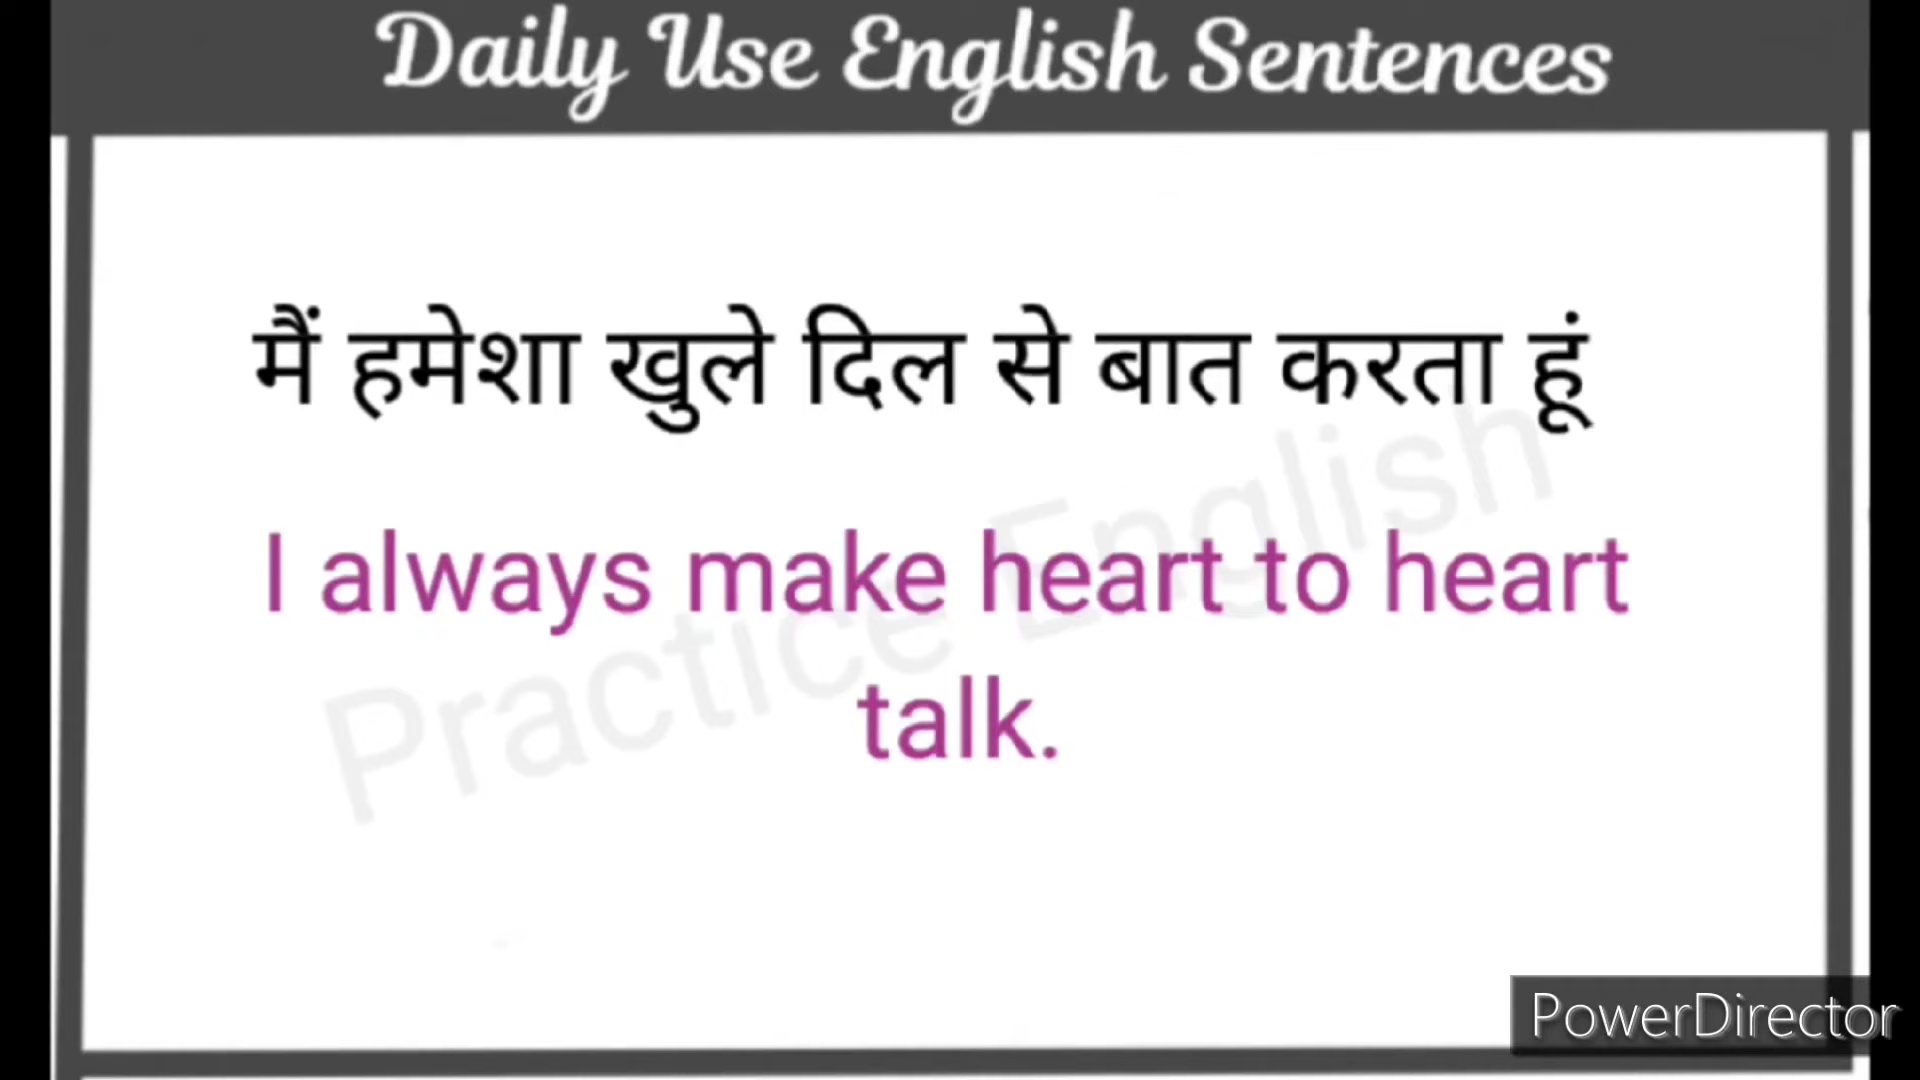 Daily Use English Sentences
मैं हमेशा खुले दिल से बात करता हूं
I always make heart to heart
talk.
Practice English
PowerDirector